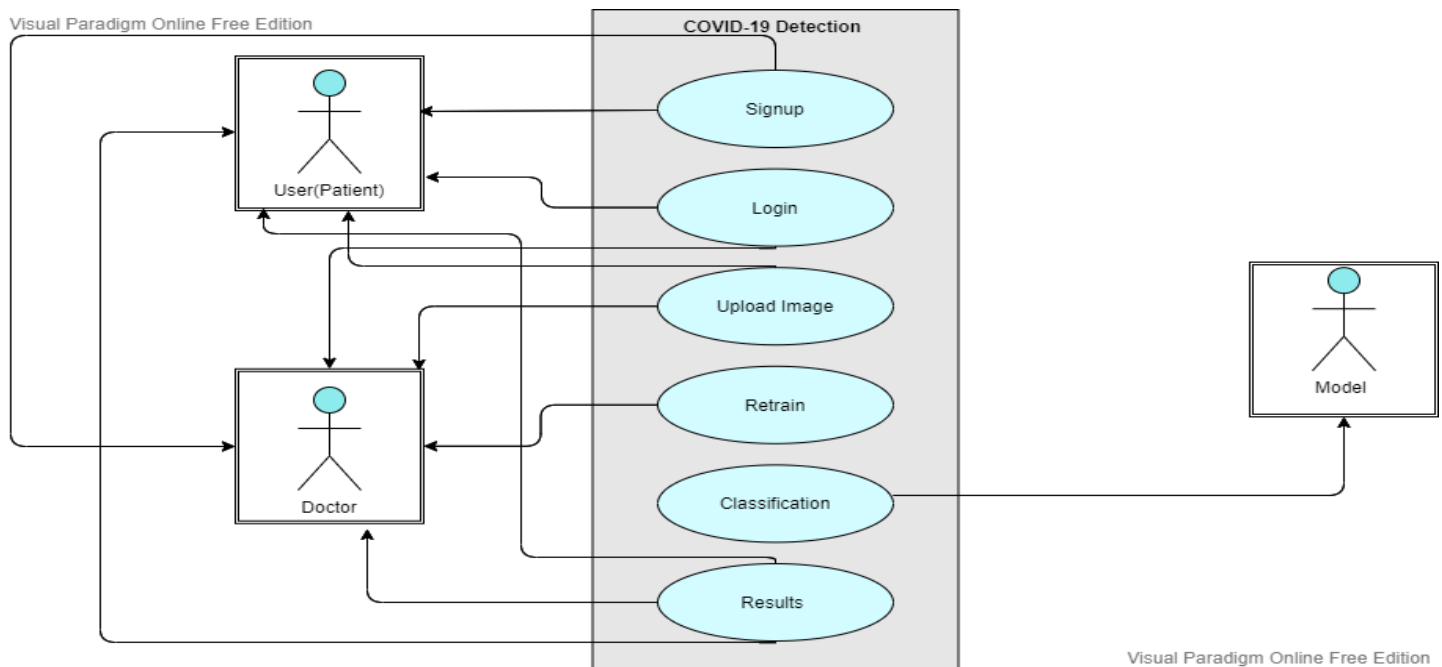 Visual Paradigm Online Free Edition
COVID-19 Detection
Signup
User(Patient)
Login
Upload Image
Model
Retrain
Doctor
Classification
Results
Visual Paradigm Online Free Edition